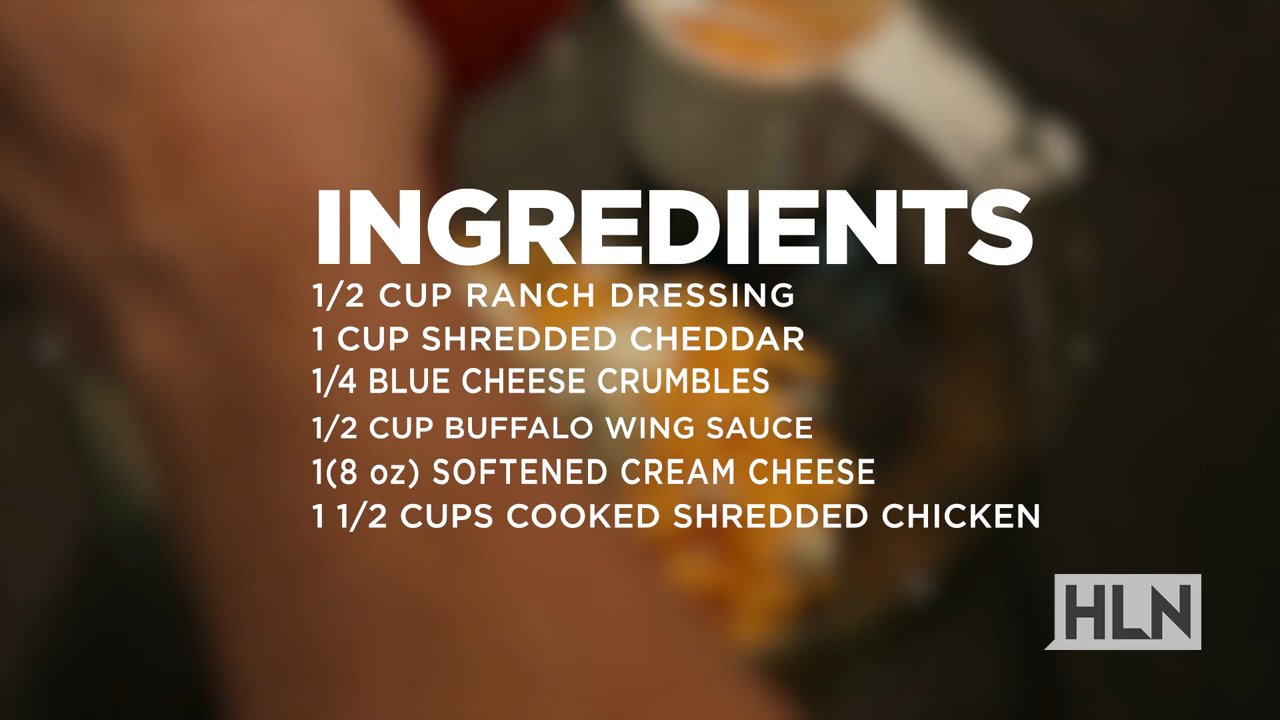 INGREDIENTS
1/2 CUP RANCH DRESSING
1 CUP SHREDDED CHEDDAR
1/4 BLUE CHEESE CRUMBLES
1/2 CUP BUFFALO WING SAUCE
1(8 oz) SOFTENED CREAM CHEESE
1 1/2 CUPS COOKED SHREDDED CHICKEN
HLN